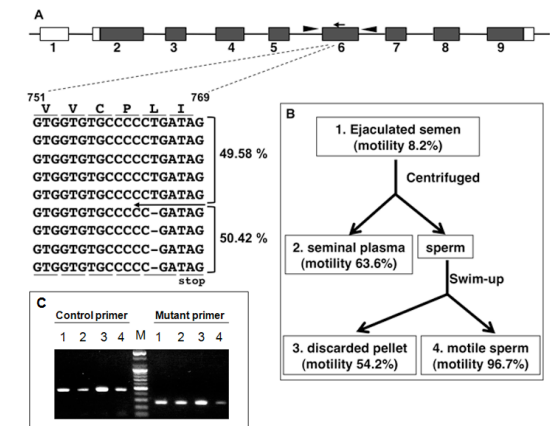 A
1 2 3 4 5 6 7 8 9
751 769
V V C P L I
GTGGTGTGCCCCCTGATAG
GTGGTGTGCCCCCTGATAG
GTGGTGTGCCCCCTGATAG
GTGGTGTGCCCCCTGATAG
GTGGTGTGCCCCCTGATAG
49.58 %
GTGGTGTGCCCCC-GATAG
GTGGTGTGCCCCC-GATAG
GTGGTGTGCCCCC-GATAG
GTGGTGTGCCCCC-GATAG
50.42 %
stop
B
1. Ejaculated semen
(motility 8.2%)
Centrifuged
2. seminal plasma
(motility 63.6%)
sperm
Swim-up
3. discarded pellet
(motility 54.2%)
4. motile sperm
(motility 96.7%)
C
Control primer Mutant primer
1 2 3 4 M 1 2 3 4